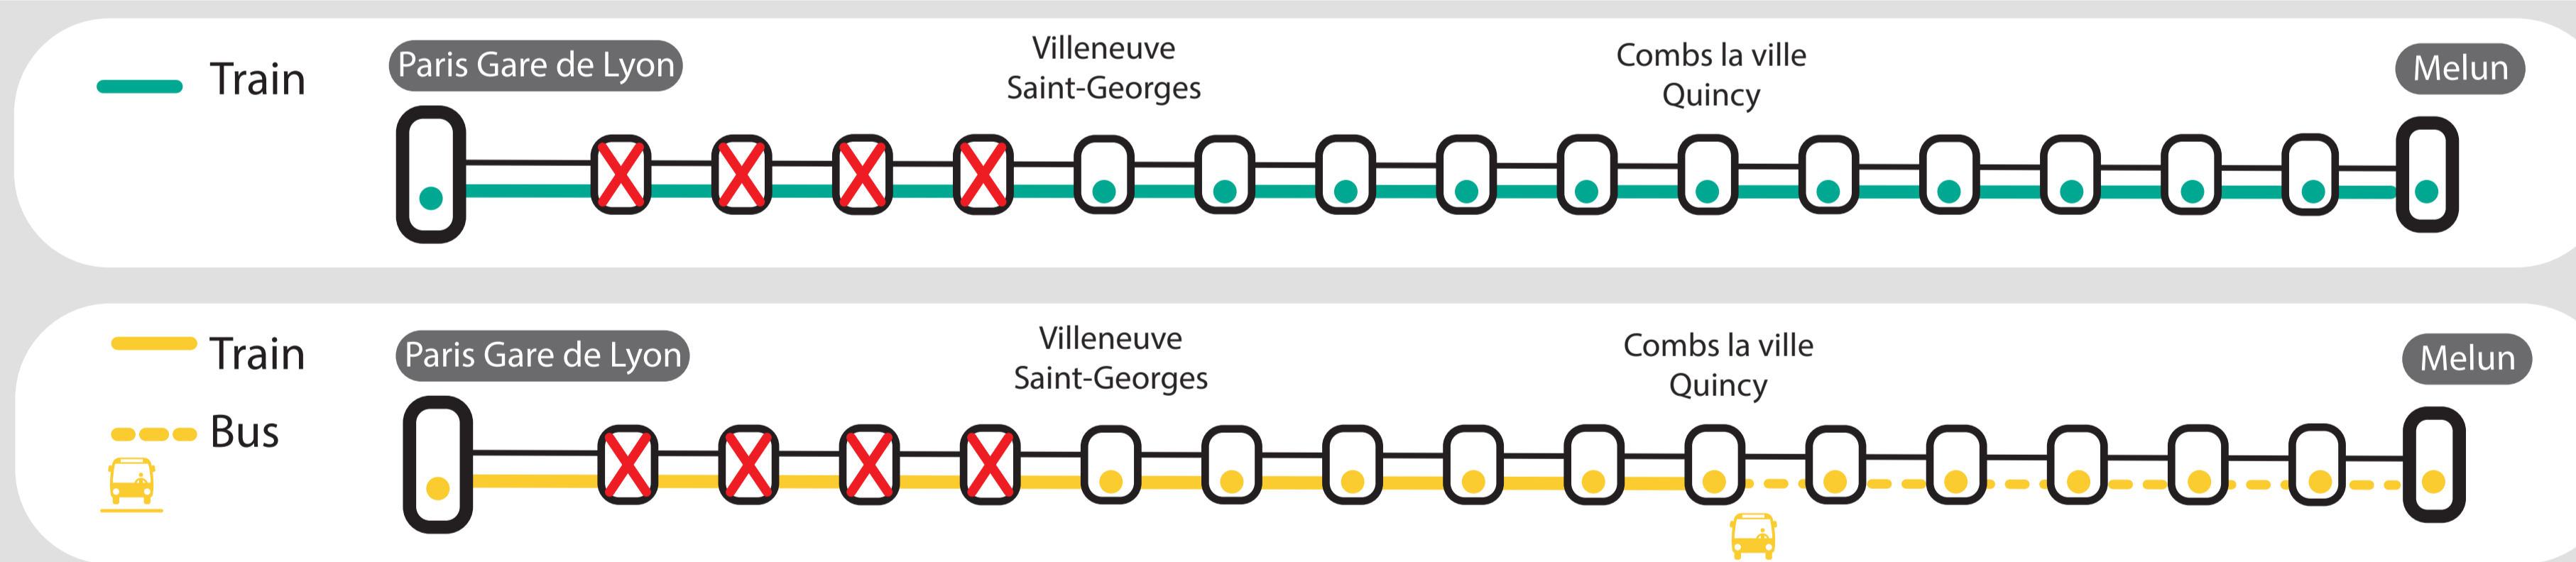 Train
Paris Gare de Lyon
Villeneuve
Saint-Georges
Combs la ville
Quincy
Melun
Train
Bus
Paris Gare de Lyon
Villeneuve
Saint-Georges
Combs la ville
Quincy
Melun